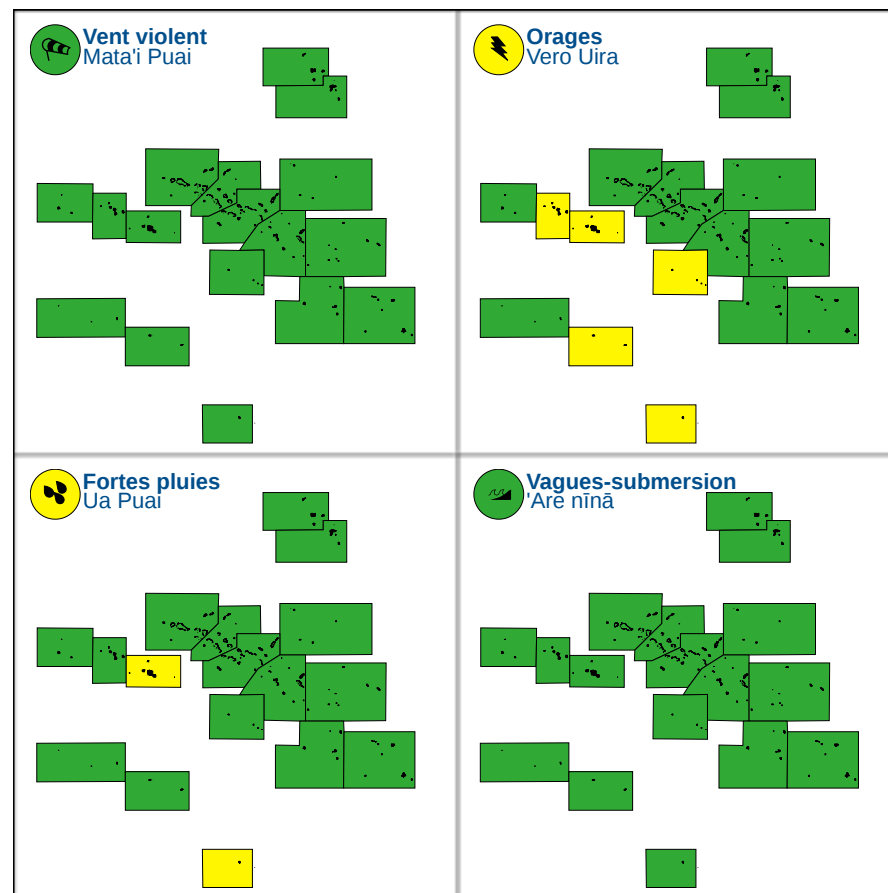 Vent violent
Mata'i Puai
Orages
Vero Uira
Fortes pluies
Ua Puai
Vagues-submersion
'Are nīnā